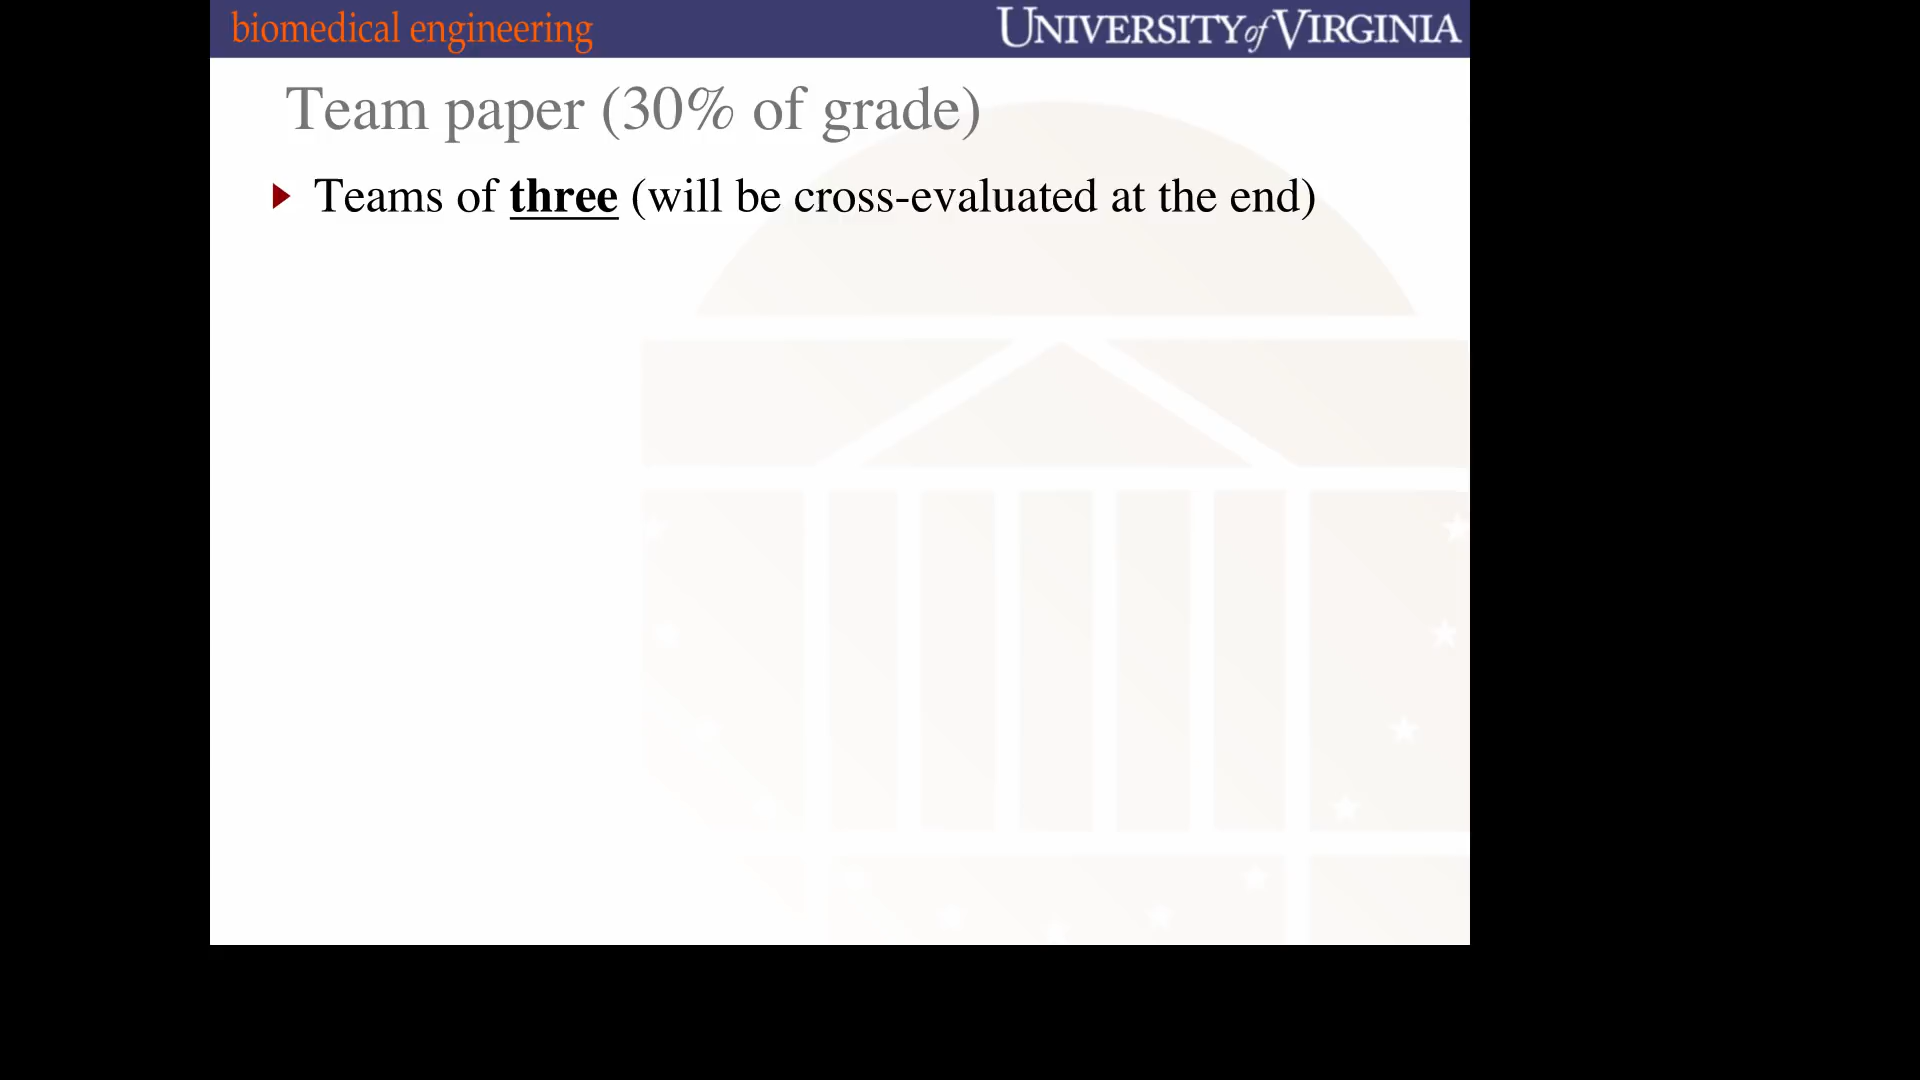 biomedical engineering
UNIVERSITY of VIRGINIA
Team paper (30% of grade)
Teams of three (will be cross-evaluated at the end)